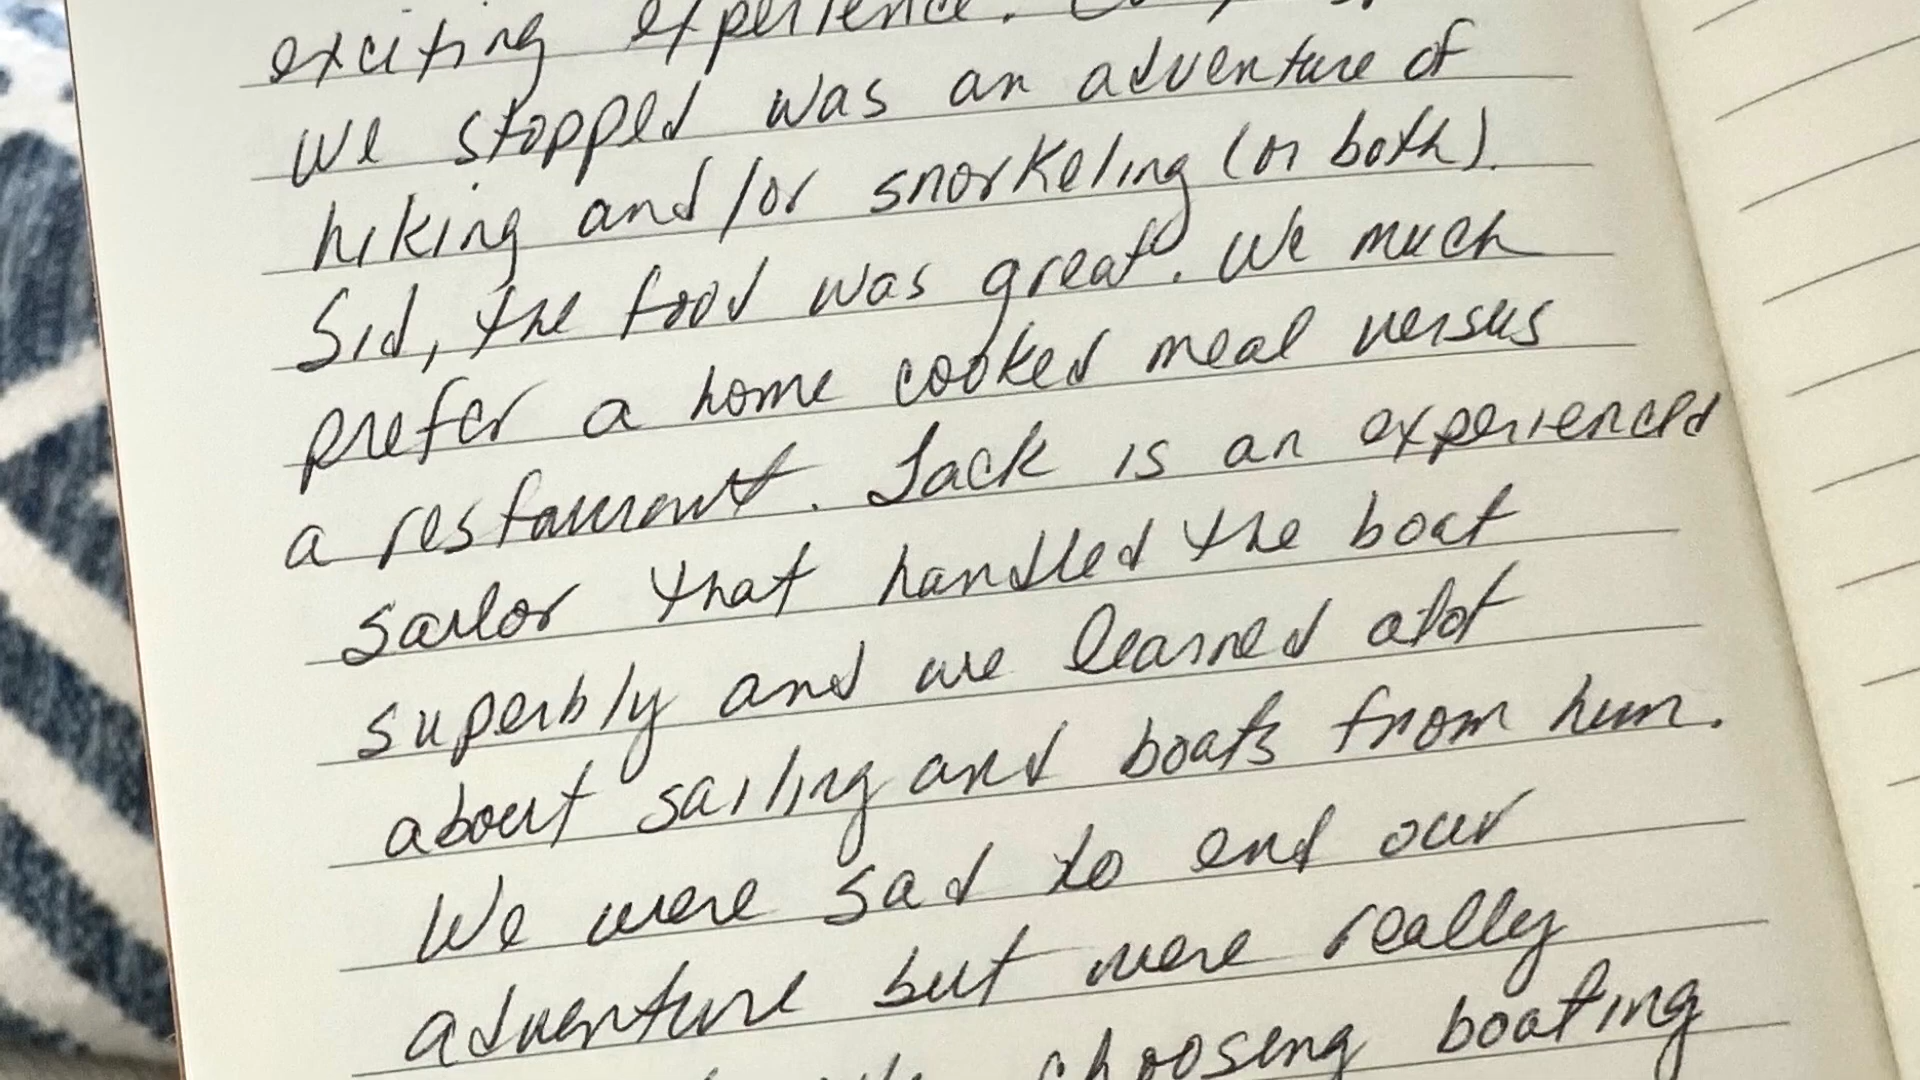 exciting experience.
we stopped was an adventure of
hiking and/or snorkeling (or both).
Sid, the food was great. We much
prefer a home cooked meal versus
a restaurant. Jack is an experienced
sailor that handled the boat
superbly and we learned alot
about sailing and boats from him.
We were sad to end our
adventure but were really
choosing boating